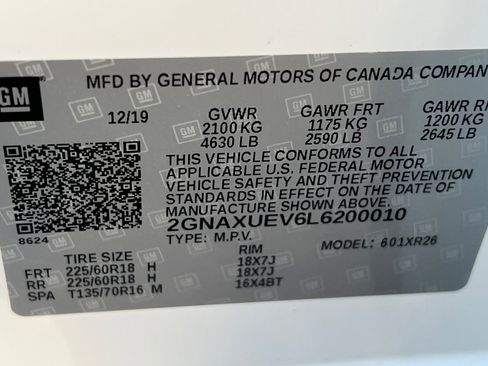 GM
MFD BY GENERAL MOTORS OF CANADA COMPAN
12/19 GVWR GAWR FRT GAWR RR
2100 KG 1175 KG 1200 KG
4630 LB 2590 LB 2645 LB
THIS VEHICLE CONFORMS TO ALL
APPLICABLE U.S. FEDERAL MOTOR
VEHICLE SAFETY AND THEFT PREVENTION
STANDARDS IN EFFECT ON THE DATE OF
MANUFACTURE SHOWN ABOVE.
8624 2GNAXUEV6L6200010
TYPE: M.P.V. MODEL: 601XR26
TIRE SIZE RIM
FRT 225/60R18 H 18X7J
RR 225/60R18 H 18X7J
SPA T135/70R16 M 16X4BT